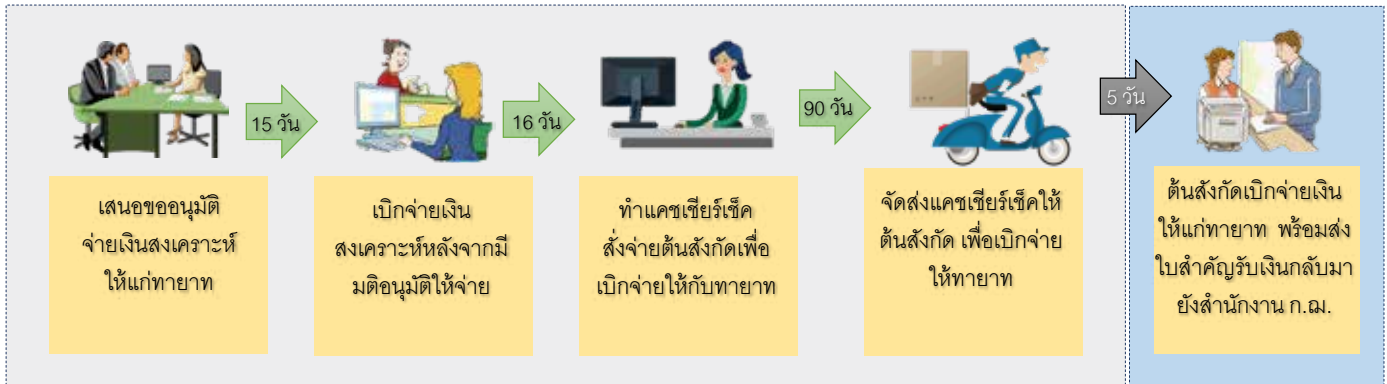 15 วัน
16 วัน
90 วัน
5 วัน
เสนอขออนุมัติ
จ่ายเงินสงเคราะห์
ให้แก่ทายาท
เบิกจ่ายเงิน
สงเคราะห์หลังจากมี
มติอนุมัติให้จ่าย
ทำแคชเชียร์เช็ค
สั่งจ่ายต้นสังกัดเพื่อ
เบิกจ่ายให้กับทายาท
จัดส่งแคชเชียร์เช็คให้
ต้นสังกัด เพื่อเบิกจ่าย
ให้ทายาท
ต้นสังกัดเบิกจ่ายเงิน
ให้แก่ทายาท พร้อมส่ง
ใบสำคัญรับเงินกลับมา
ยังสำนักงาน ก.ฌ.